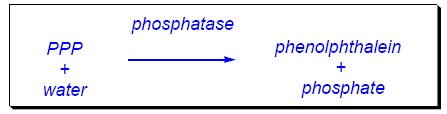 phosphatase
PPP
+
water
phenolphthalein
+
phosphate